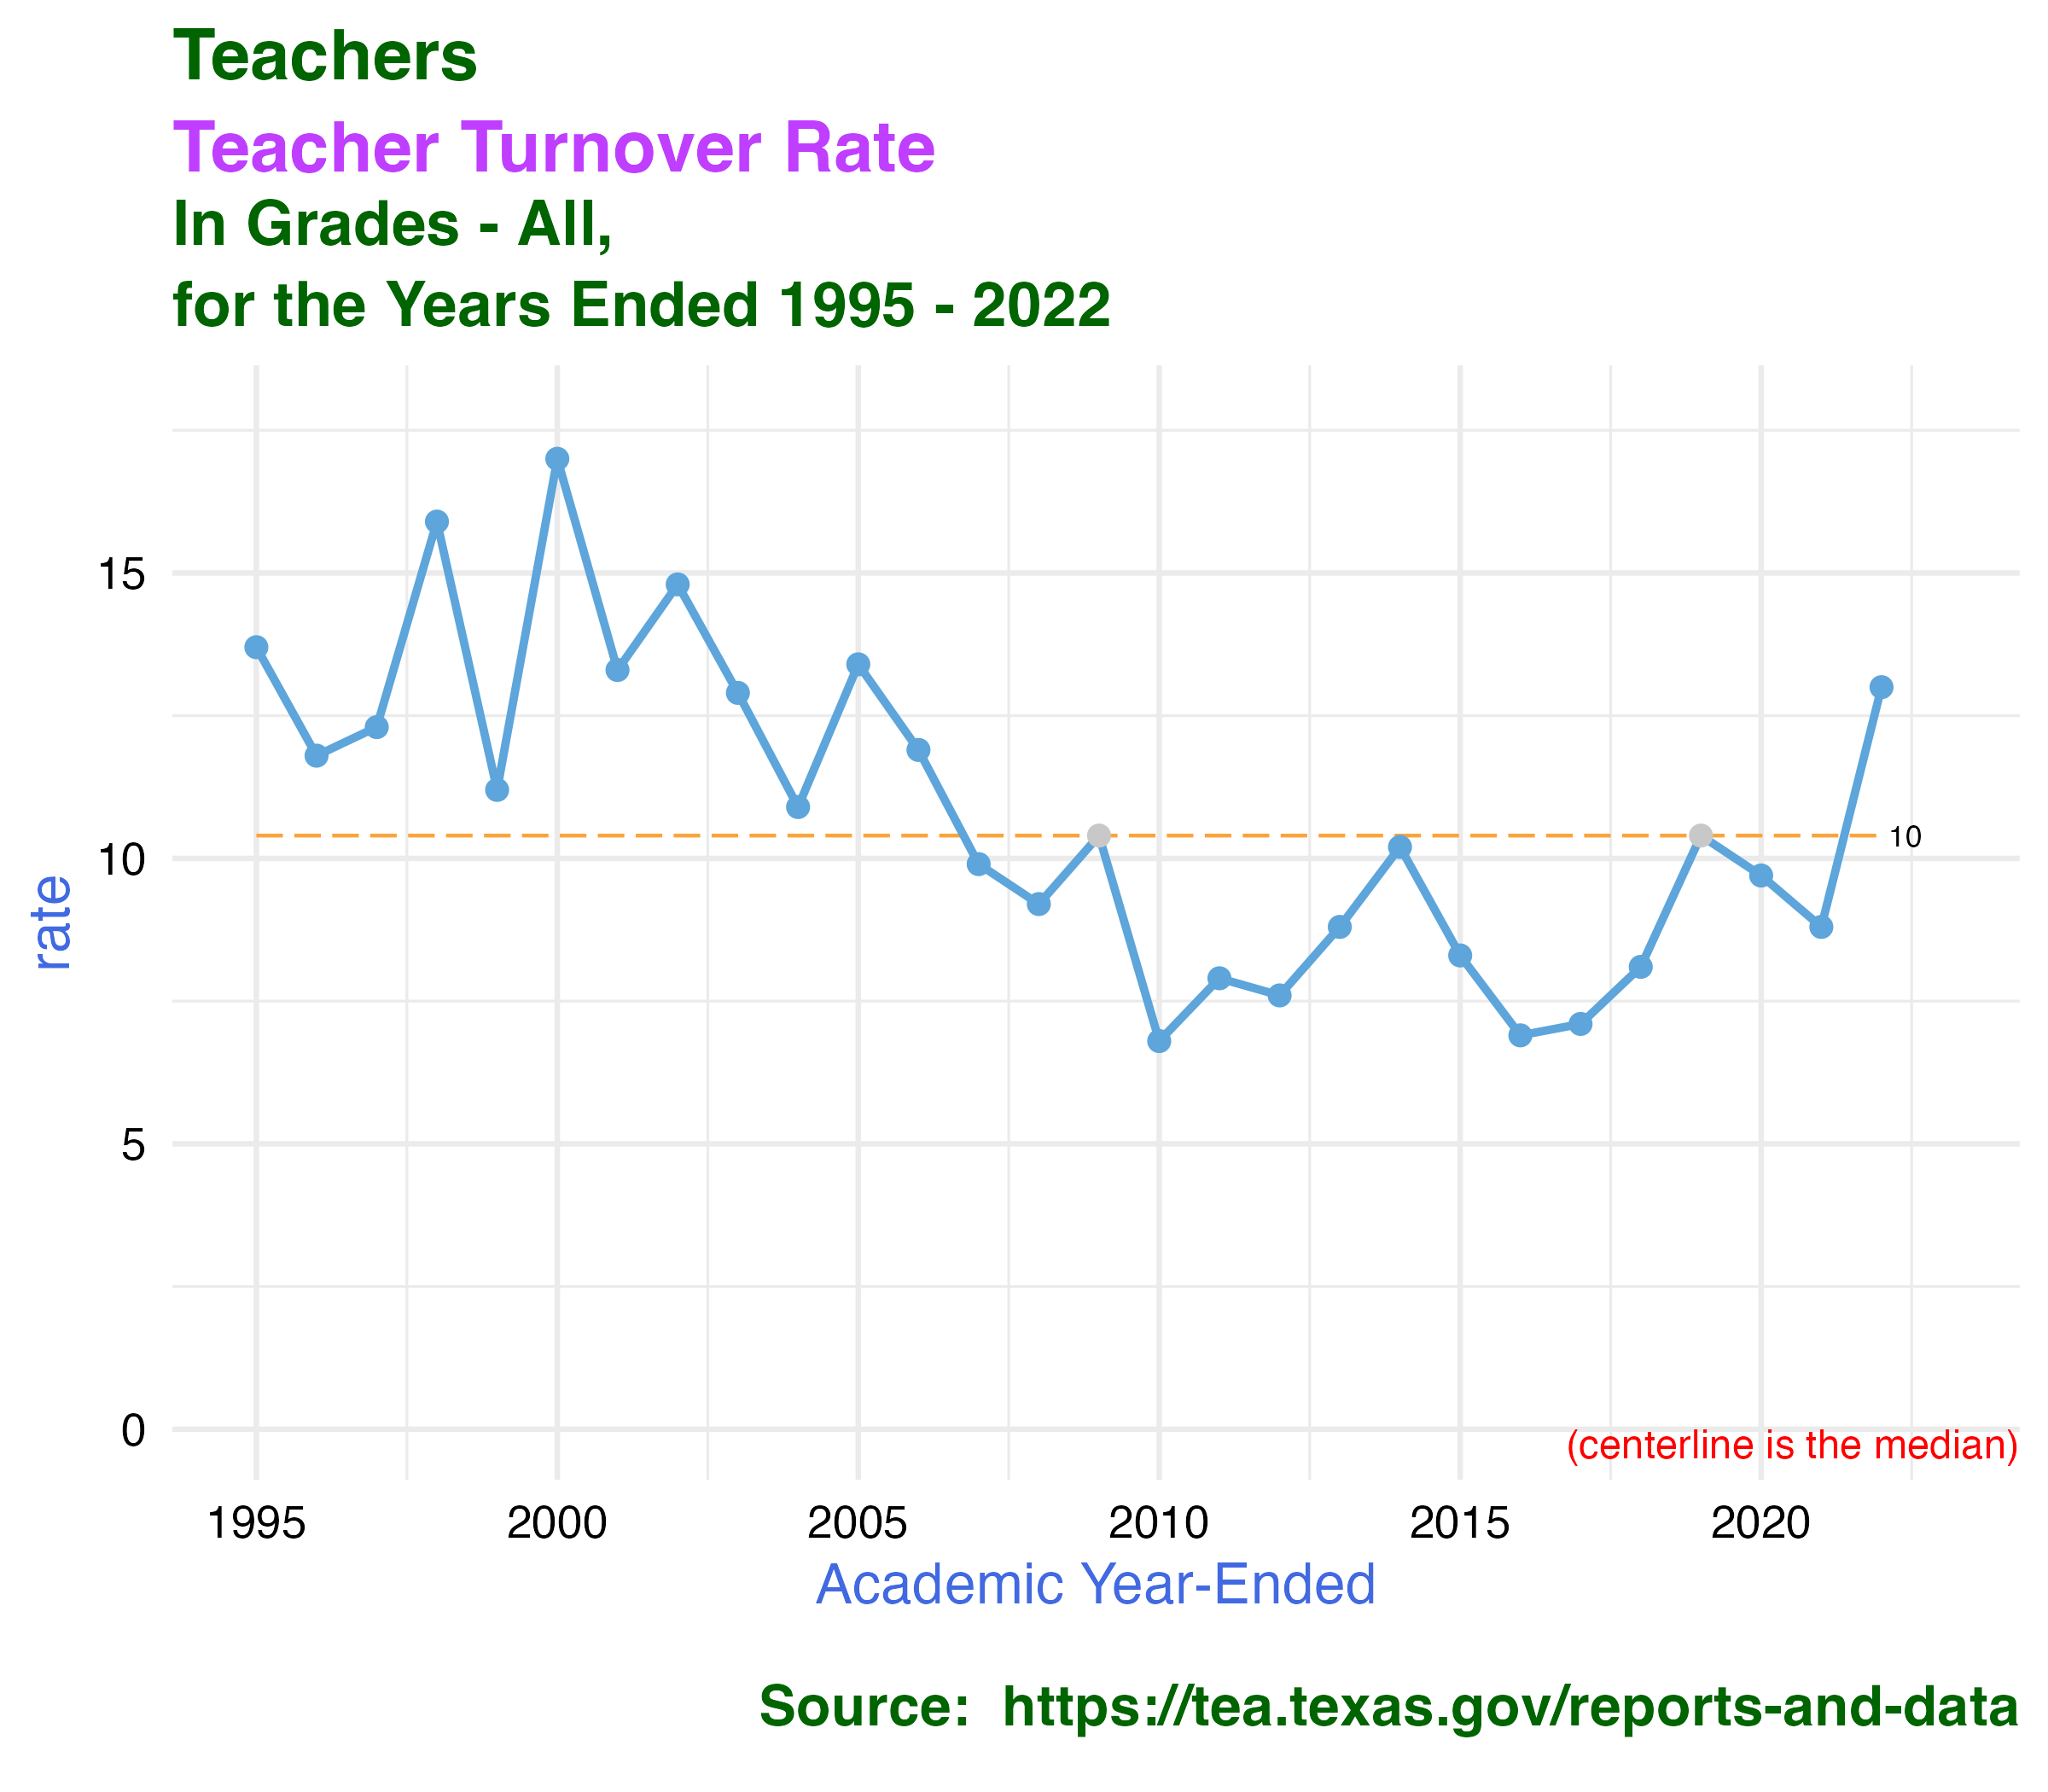 Teachers
Teacher Turnover Rate
In Grades - All,
for the Years Ended 1995 - 2022
15
10
10
5
0
rate
(centerline is the median)
1995 2000 2005 2010 2015 2020
Academic Year-Ended
Source:  https://tea.texas.gov/reports-and-data